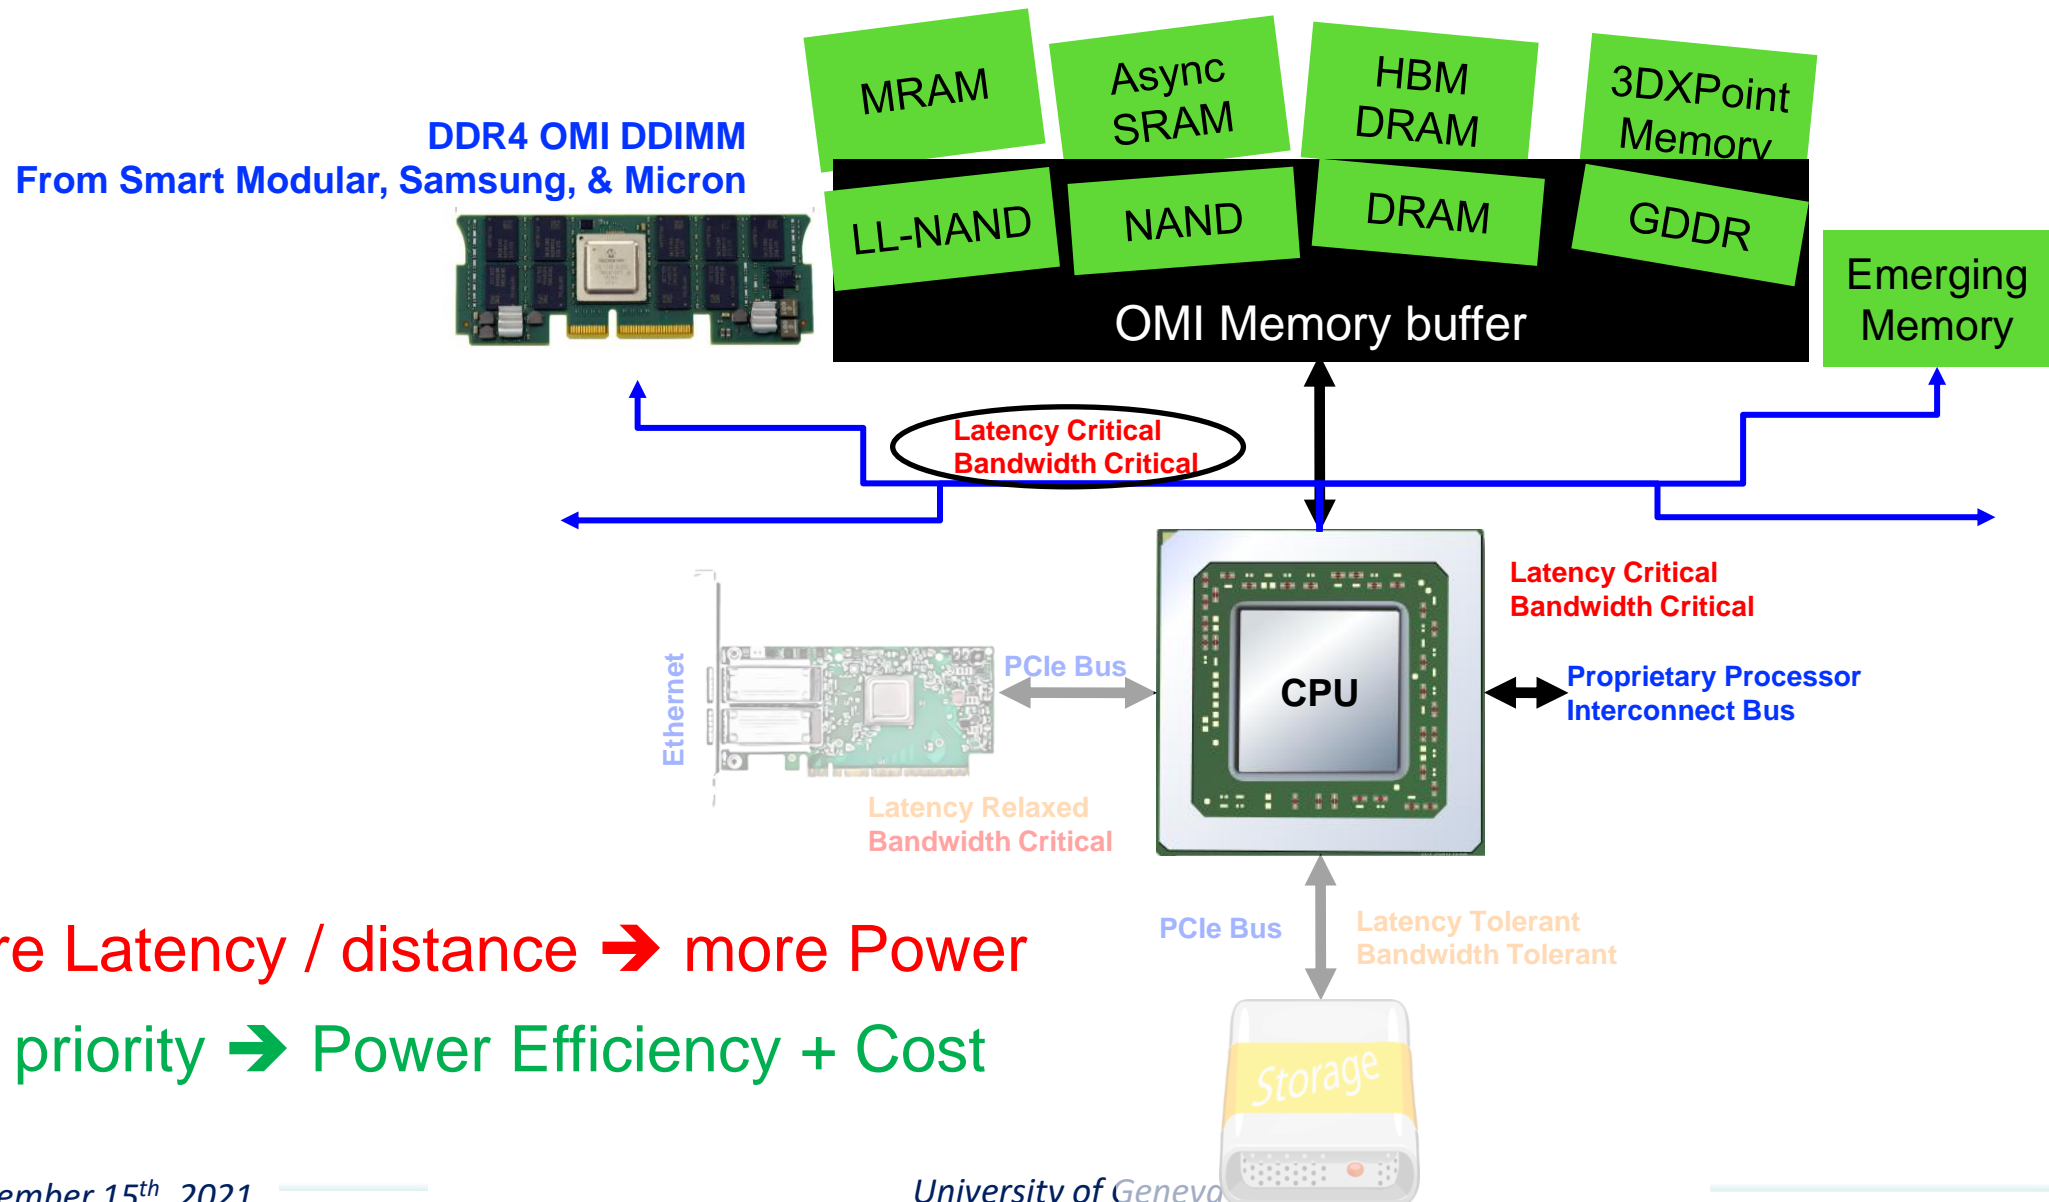 MRAM
Async
SRAM
HBM
DRAM
3DXPoint
Memory
DDR4 OMI DDIMM
From Smart Modular, Samsung, & Micron
LL-NAND
NAND
DRAM
GDDR
OMI Memory buffer
Emerging
Memory
Latency Critical
Bandwidth Critical
Latency Critical
Bandwidth Critical
Ethernet
PCIe Bus
CPU
Proprietary Processor
Interconnect Bus
Latency Relaxed
Bandwidth Critical
PCIe Bus
Latency Tolerant
Bandwidth Tolerant
re Latency / distance ➔ more Power
priority ➔ Power Efficiency + Cost
Storage
ember 15th, 2021
University of Geneva